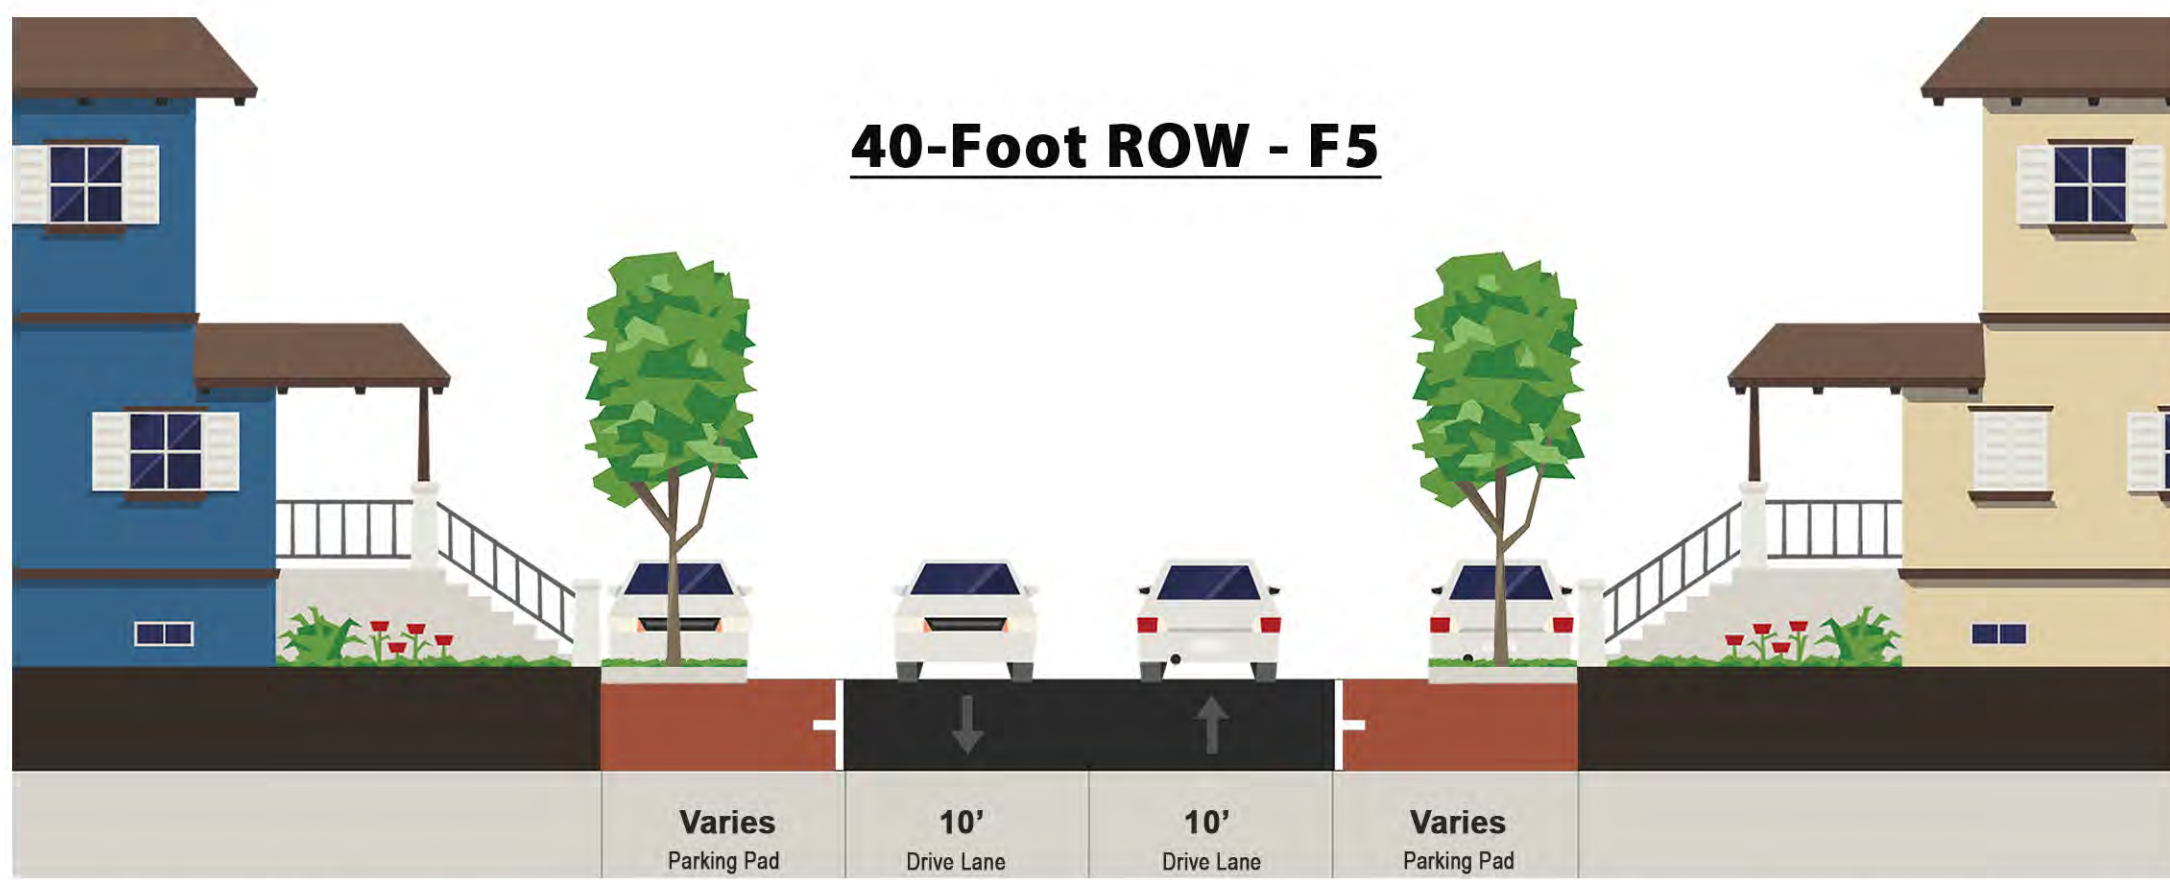 40-Foot ROW - F5
Varies
Parking Pad
10’
Drive Lane
10’
Drive Lane
Varies
Parking Pad